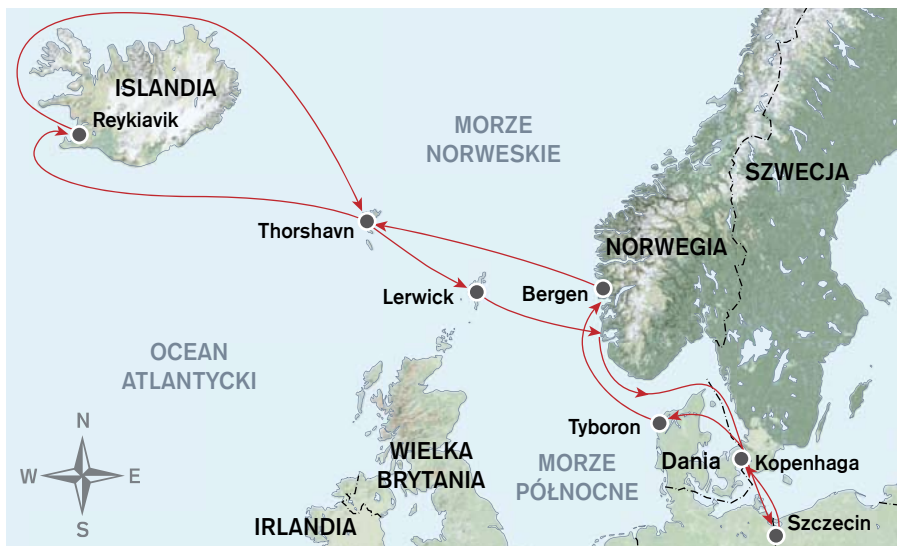 ISLANDIA
Reykiavik
MORZE
NORWESKIE
SZWECJA
Thorshavn
NORWEGIA
Lerwick
Bergen
OCEAN
ATLANTYCKI
Tyboron
WIELKA
BRYTANIA
MORZE
PÓŁNOCNE
Dania
Kopenhaga
IRLANDIA
Szczecin
N
W
E
S